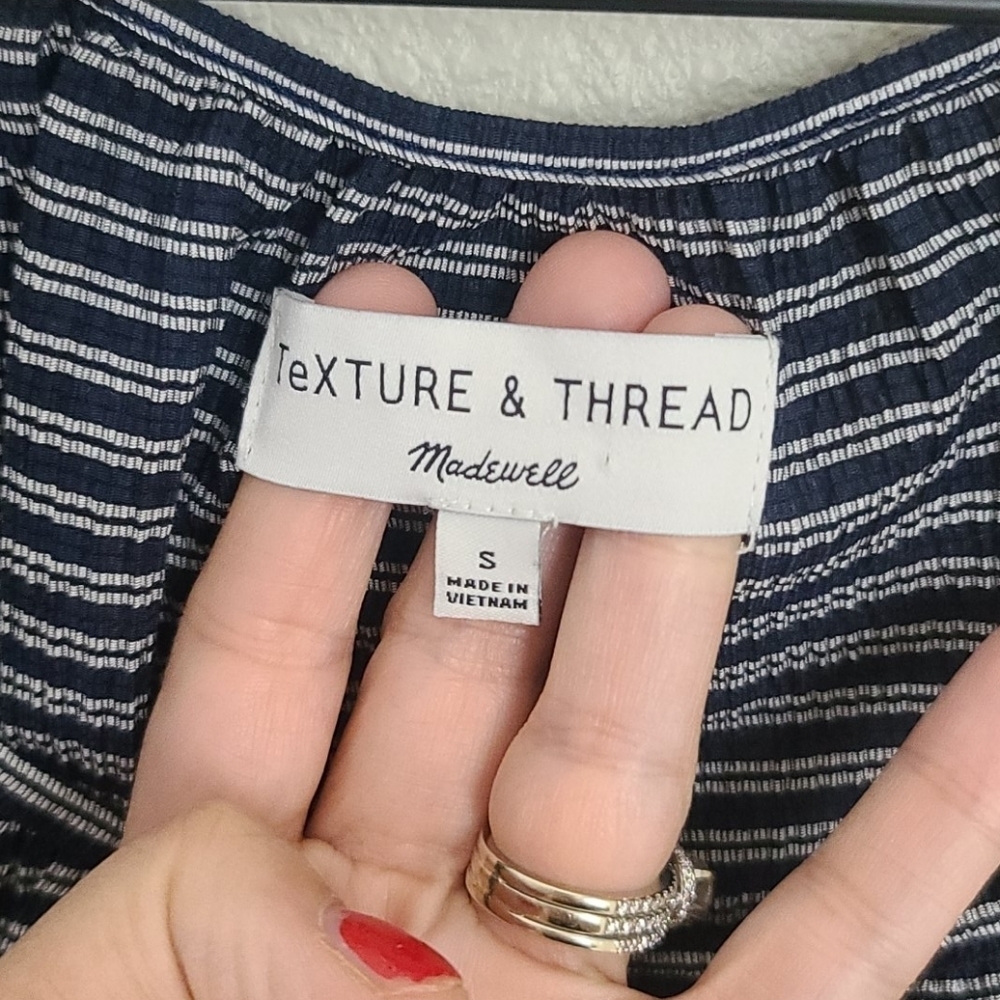 TeXTURE & THREAD
Madewell
S
MADE IN
VIETNAM